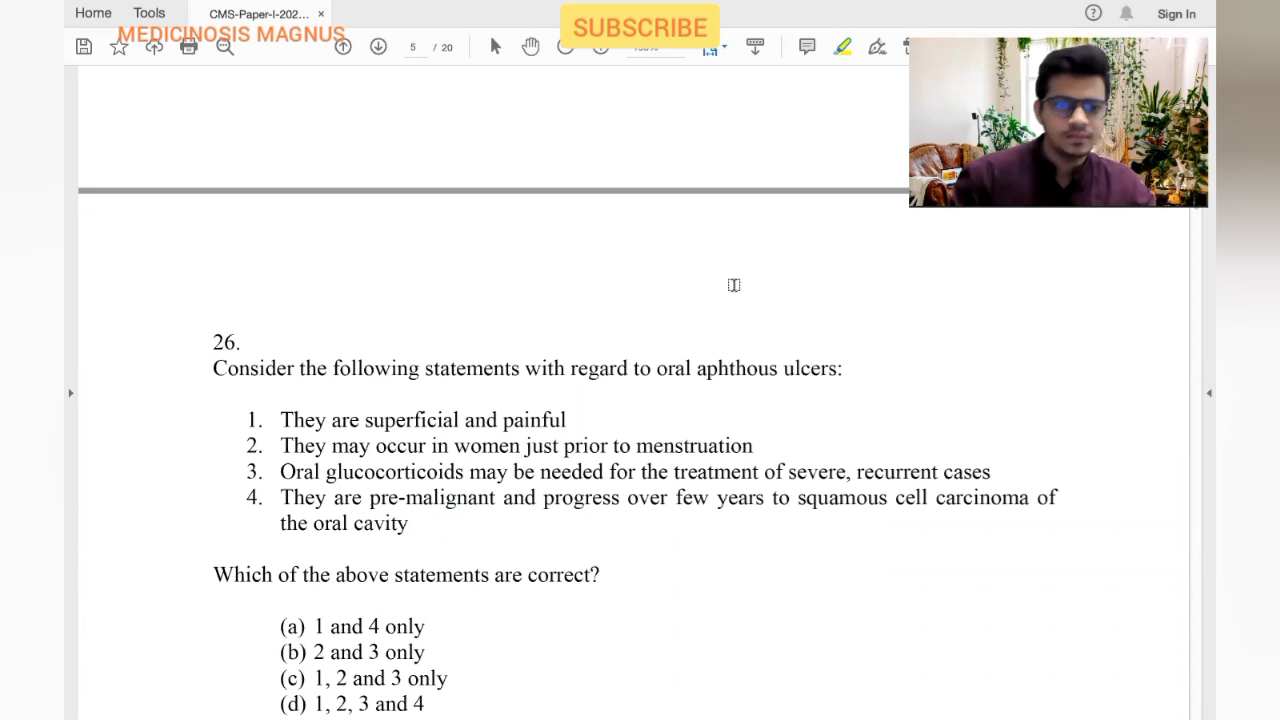 Home Tools CMS-Paper-I-202... × Sign In
MEDICINOSIS MAGNUS
SUBSCRIBE
5 / 20
26.
Consider the following statements with regard to oral aphthous ulcers:
1. They are superficial and painful
2. They may occur in women just prior to menstruation
3. Oral glucocorticoids may be needed for the treatment of severe, recurrent cases
4. They are pre-malignant and progress over few years to squamous cell carcinoma of
the oral cavity
Which of the above statements are correct?
(a) 1 and 4 only
(b) 2 and 3 only
(c) 1, 2 and 3 only
(d) 1, 2, 3 and 4